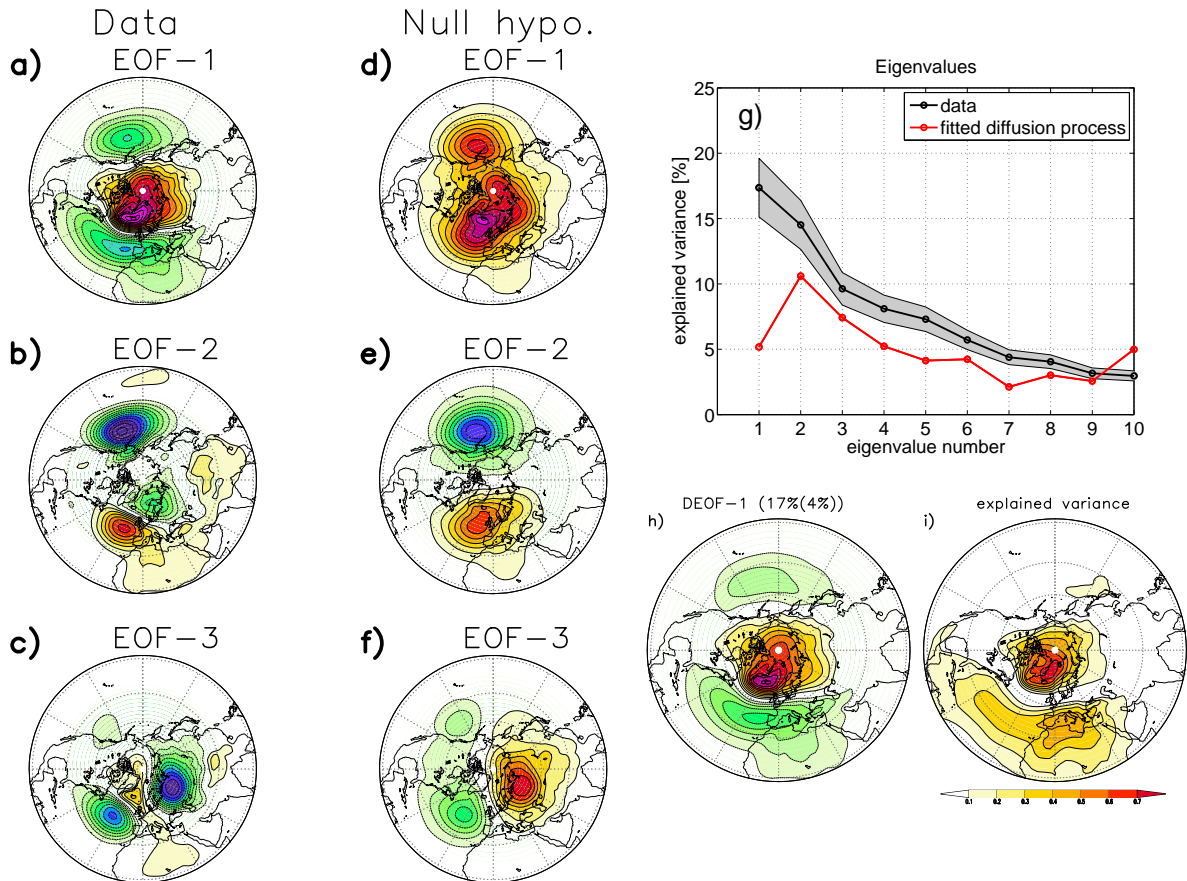 Data
Null hypo.
a)
EOF-1
d)
EOF-1
b)
EOF-2
e)
EOF-2
c)
EOF-3
f)
EOF-3
Eigenvalues
g)
data
fitted diffusion process
25
20
15
10
5
0
explained variance [%]
1 2 3 4 5 6 7 8 9 10
eigenvalue number
DEOF-1 (17%(4%))
h)
explained variance
i)
0.1 0.2 0.3 0.4 0.5 0.6 0.7